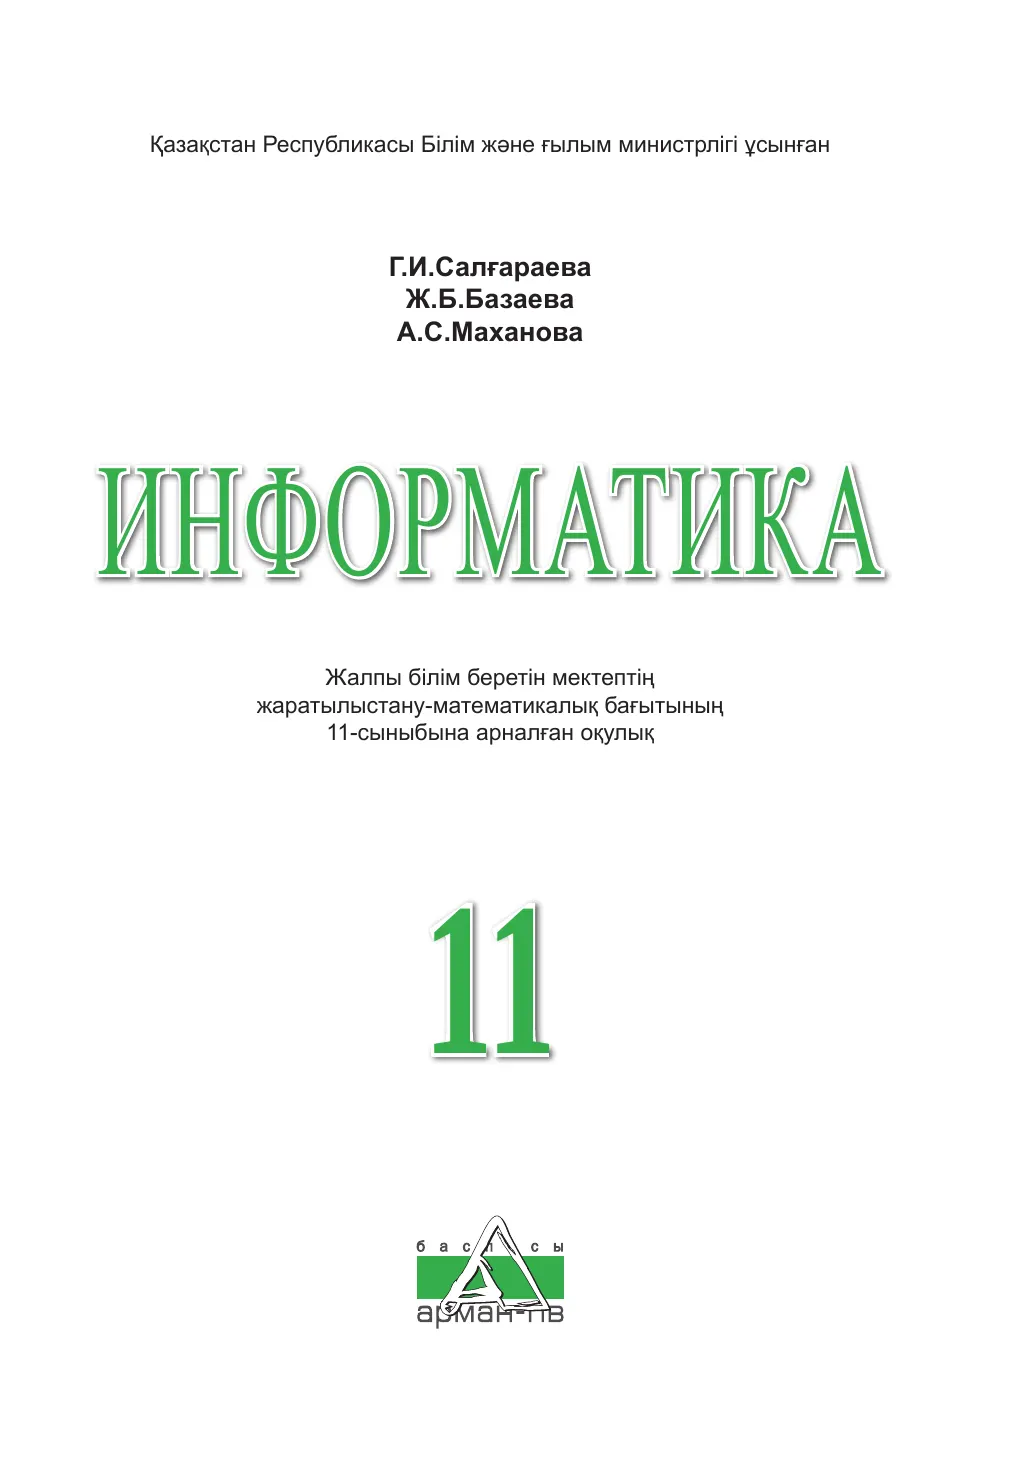 Қазақстан Республикасы Білім және ғылым министрлігі ұсынған
Г.И.Салғараева
Ж.Б.Базаева
А.С.Маханова
ИНФОРМАТИКА
Жалпы білім беретін мектептің
жаратылыстану-математикалық бағытының
11-сыныбына арналған оқулық
11
баспасы
арман-пв